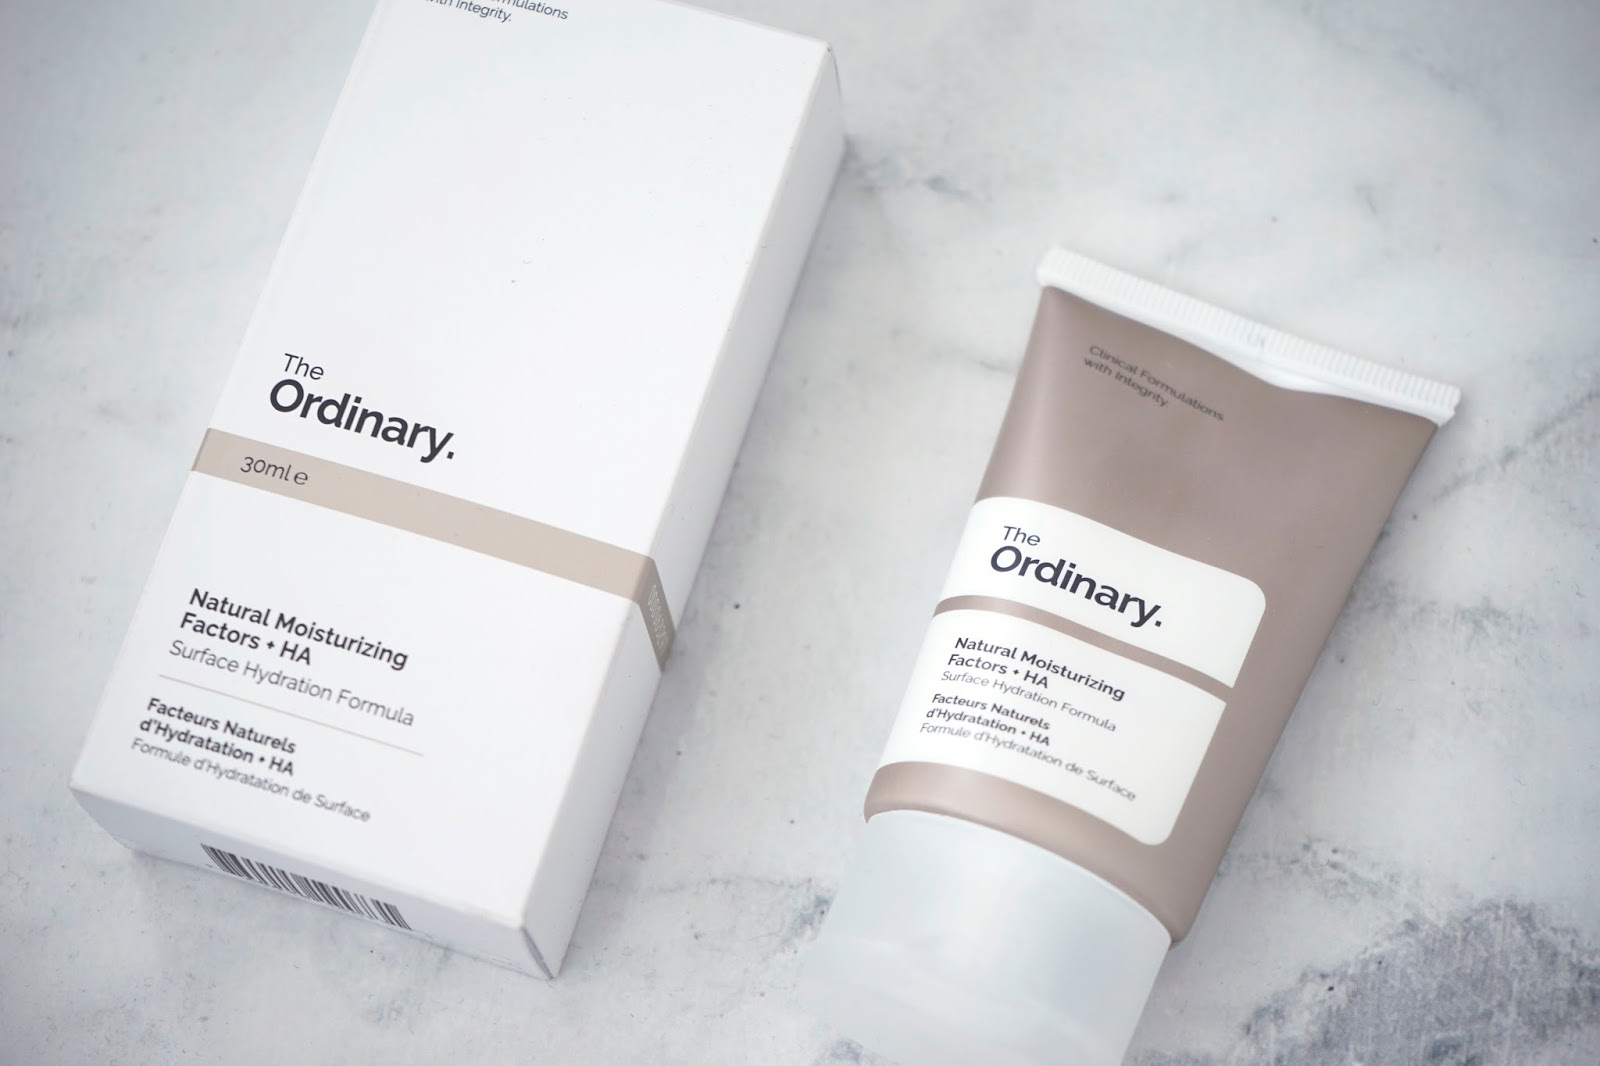 Formulations
with Integrity.
The
Ordinary.
30ml ℮
Natural Moisturizing
Factors + HA
Surface Hydration Formula
Facteurs Naturels
d'Hydratation + HA
Formule d'Hydratation de Surface
Clinical Formulations
with Integrity.
The
Ordinary.
Natural Moisturizing
Factors + HA
Surface Hydration Formula
Facteurs Naturels
d'Hydratation + HA
Formule d'Hydratation de Surface